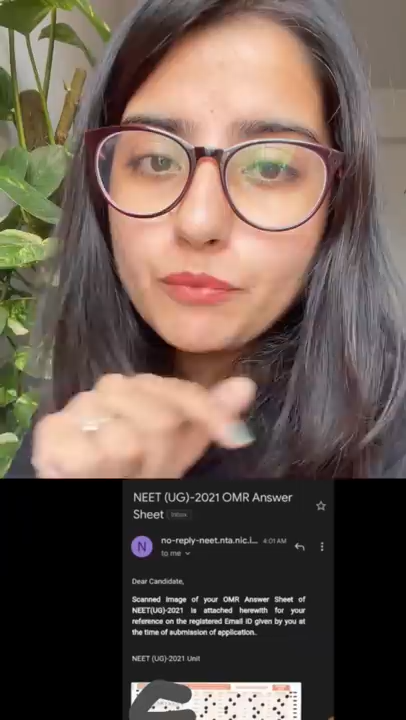 NEET (UG)-2021 OMR Answer
Sheet Inbox
N
no-reply-neet.nta.nic.i... 4:01 AM
to me
Dear Candidate,
Scanned image of your OMR Answer Sheet of
NEET(UG)-2021 is attached herewith for your
reference on the registered Email ID given by you at
the time of submission of application..
NEET (UG)-2021 Unit